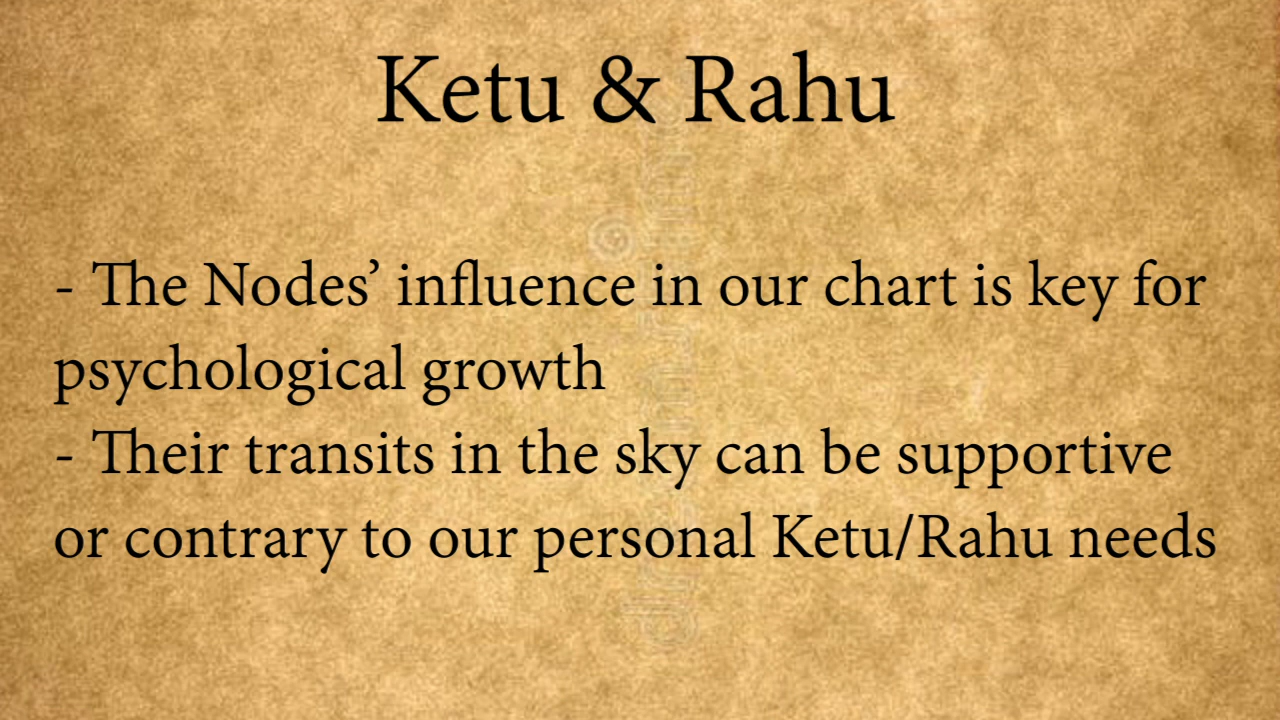 Ketu & Rahu
- The Nodes’ influence in our chart is key for
psychological growth
- Their transits in the sky can be supportive
or contrary to our personal Ketu/Rahu needs